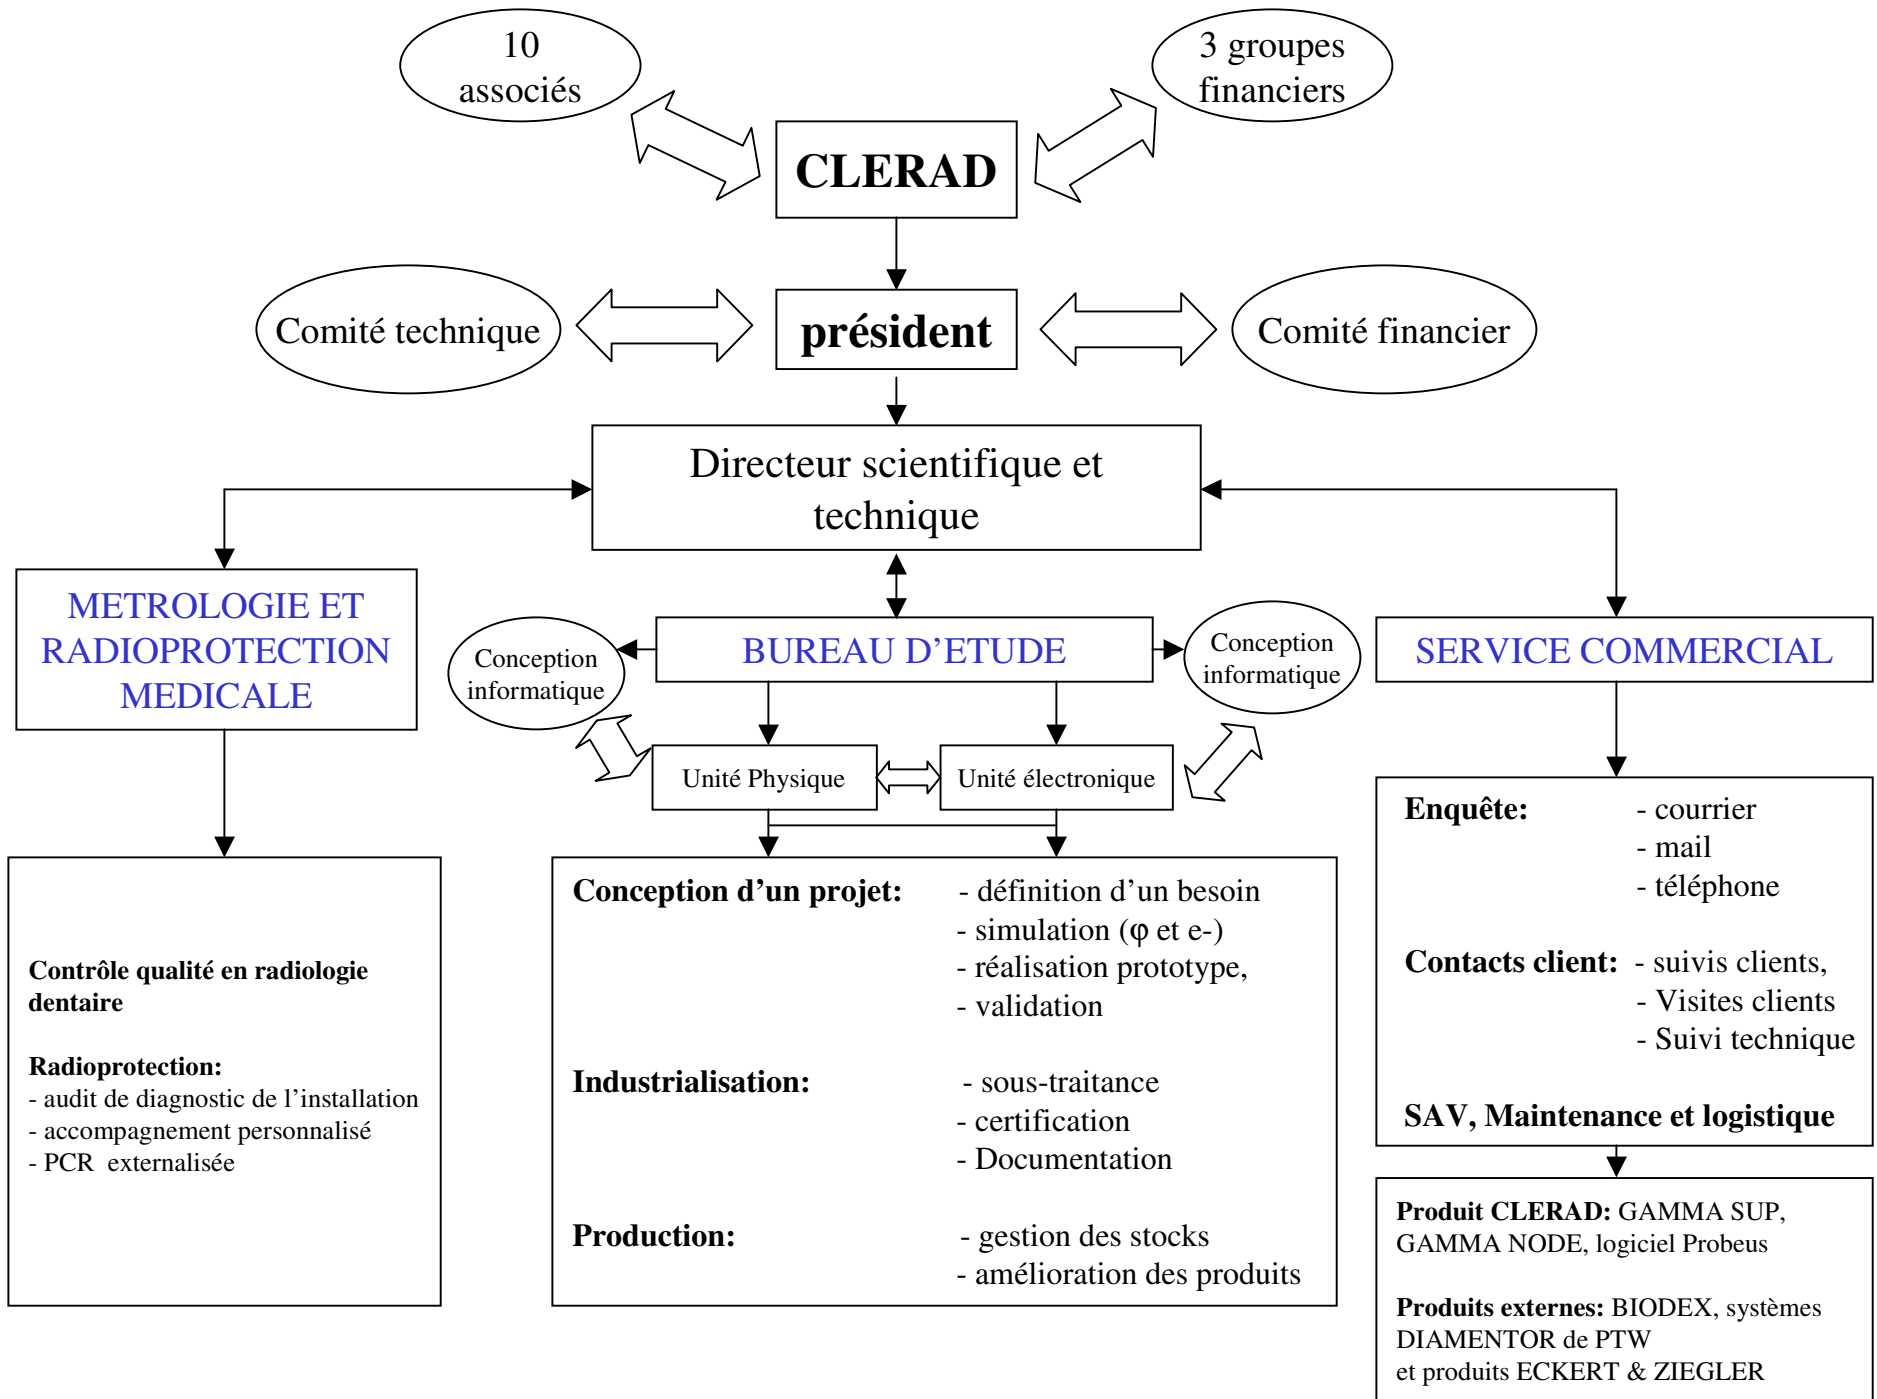 10
associés
3 groupes
financiers
CLERAD
Comité technique
président
Comité financier
Directeur scientifique et
technique
METROLOGIE ET
RADIOPROTECTION
MEDICALE
Conception
informatique
BUREAU D'ETUDE
Conception
informatique
SERVICE COMMERCIAL
Unité Physique
Unité électronique
Contrôle qualité en radiologie
dentaire
Radioprotection:
- audit de diagnostic de l'installation
- accompagnement personnalisé
- PCR externalisée
Conception d'un projet: - définition d'un besoin
- simulation (φ et e-)
- réalisation prototype,
- validation
Industrialisation: - sous-traitance
- certification
- Documentation
Production: - gestion des stocks
- amélioration des produits
Enquête: - courrier
- mail
- téléphone
Contacts client: - suivis clients,
- Visites clients
- Suivi technique
SAV, Maintenance et logistique
Produit CLERAD: GAMMA SUP,
GAMMA NODE, logiciel Probeus
Produits externes: BIODEX, systèmes
DIAMENTOR de PTW
et produits ECKERT & ZIEGLER